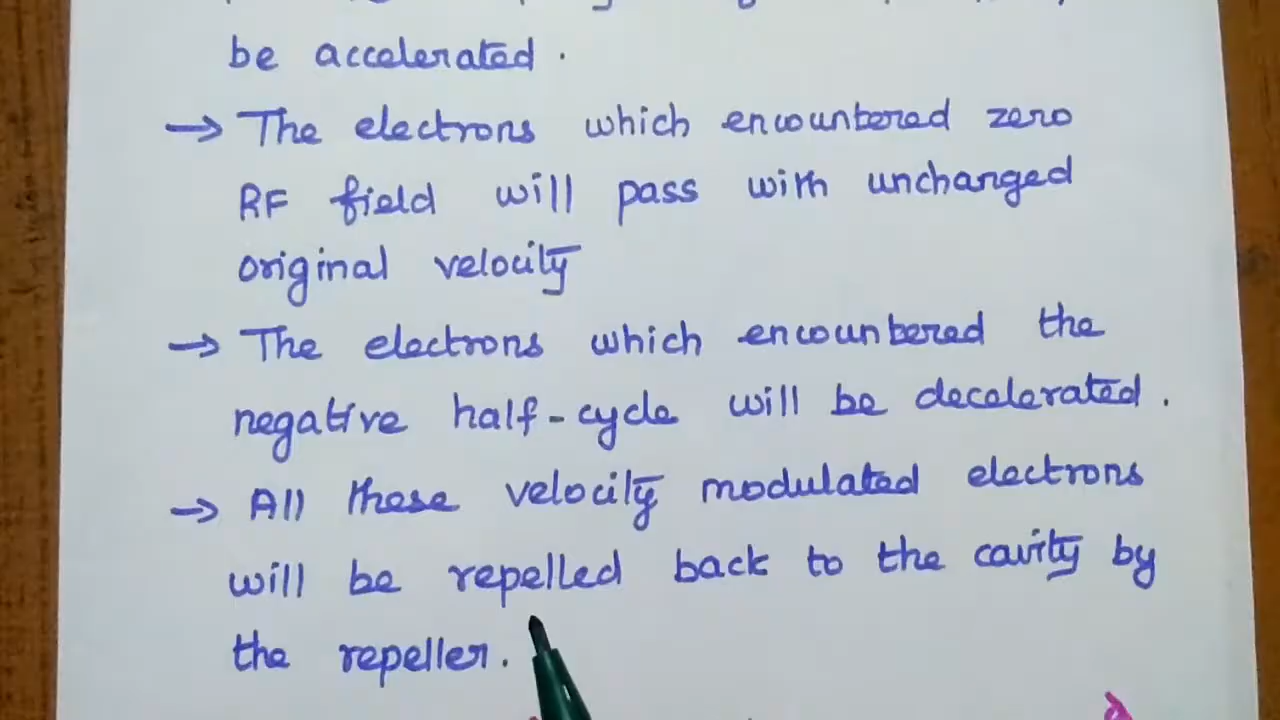 be accelerated.
→ The electrons which encountered zero
RF field will pass with unchanged
original velocity
→ The electrons which encountered the
negative half-cycle will be decelerated.
→ All these velocity modulated electrons
will be repelled back to the cavity by
the repeller.